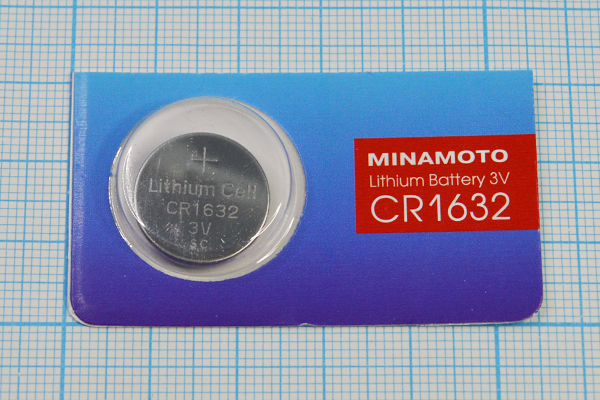 +
Lithium Cell
CR1632
3V
SC
MINAMOTO
Lithium Battery 3V
CR1632